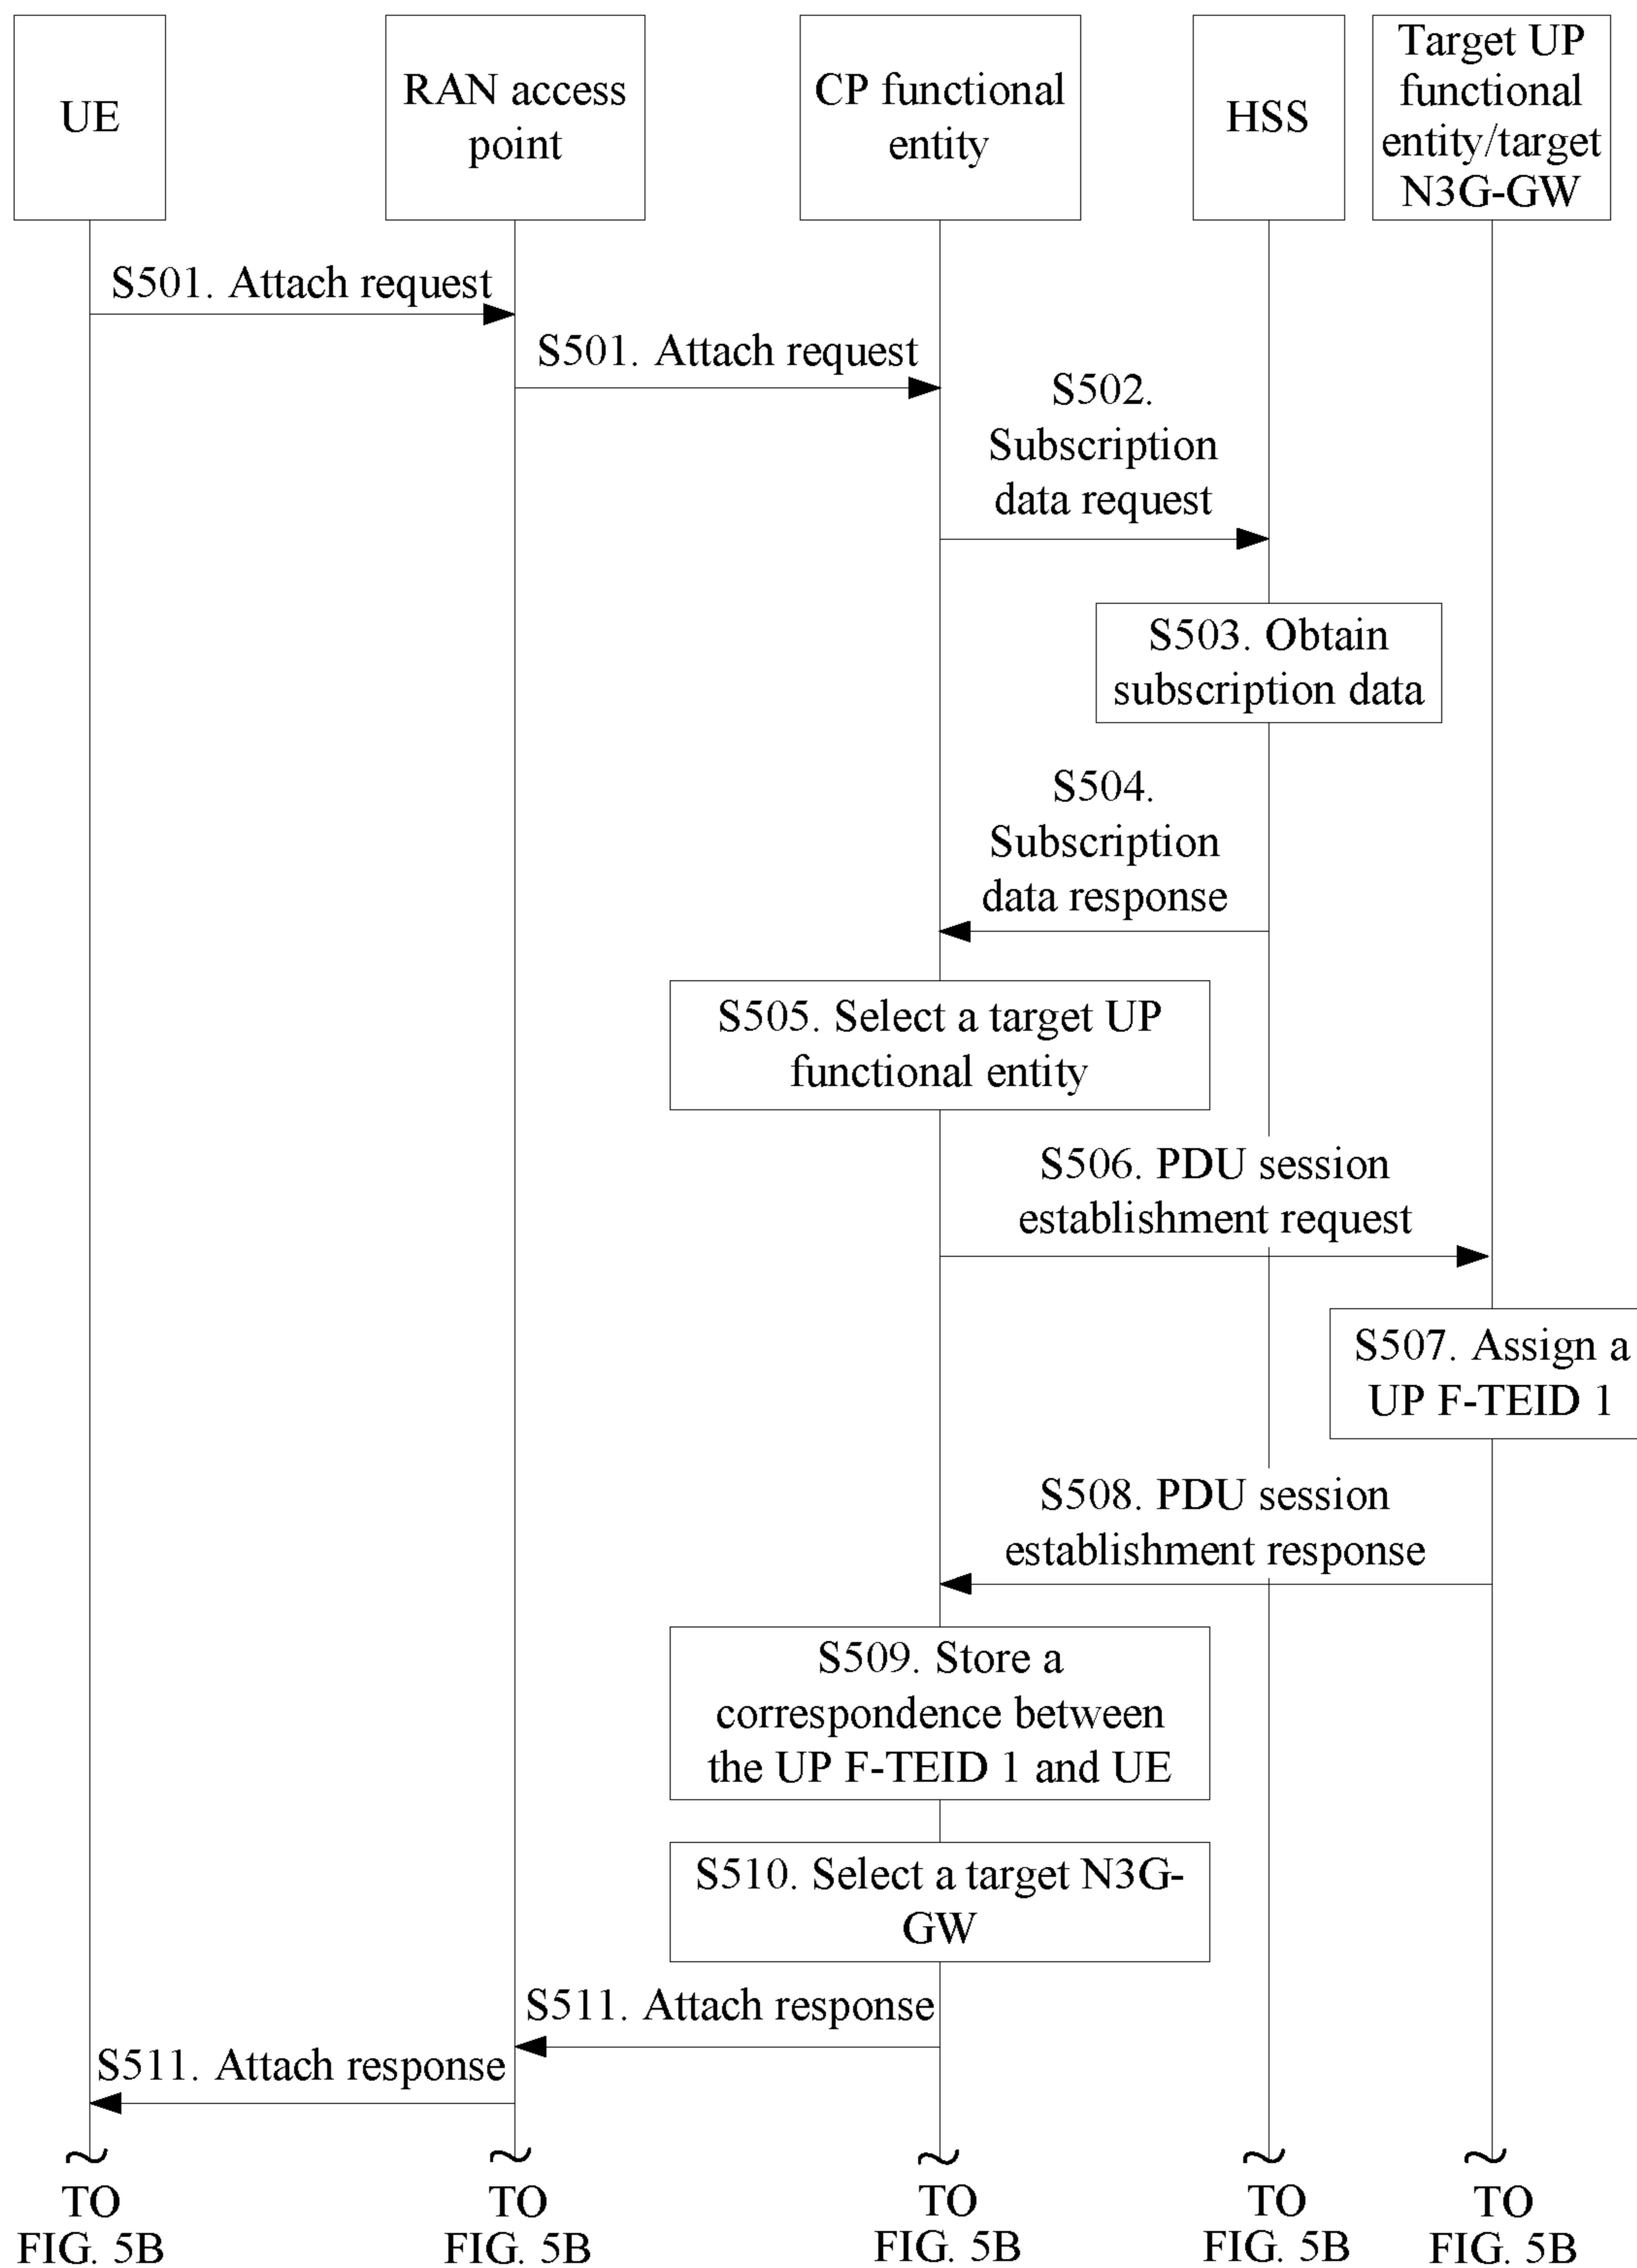 UE
RAN access
point
CP functional
entity
HSS
Target UP
functional
entity/target
N3G-GW
S501. Attach request
S501. Attach request
S502.
Subscription
data request
S503. Obtain
subscription data
S504.
Subscription
data response
S505. Select a target UP
functional entity
S506. PDU session
establishment request
S507. Assign a
UP F-TEID 1
S508. PDU session
establishment response
S509. Store a
correspondence between
the UP F-TEID 1 and UE
S510. Select a target N3G-
GW
S511. Attach response
S511. Attach response
TO
FIG. 5B
TO
FIG. 5B
TO
FIG. 5B
TO
FIG. 5B
TO
FIG. 5B